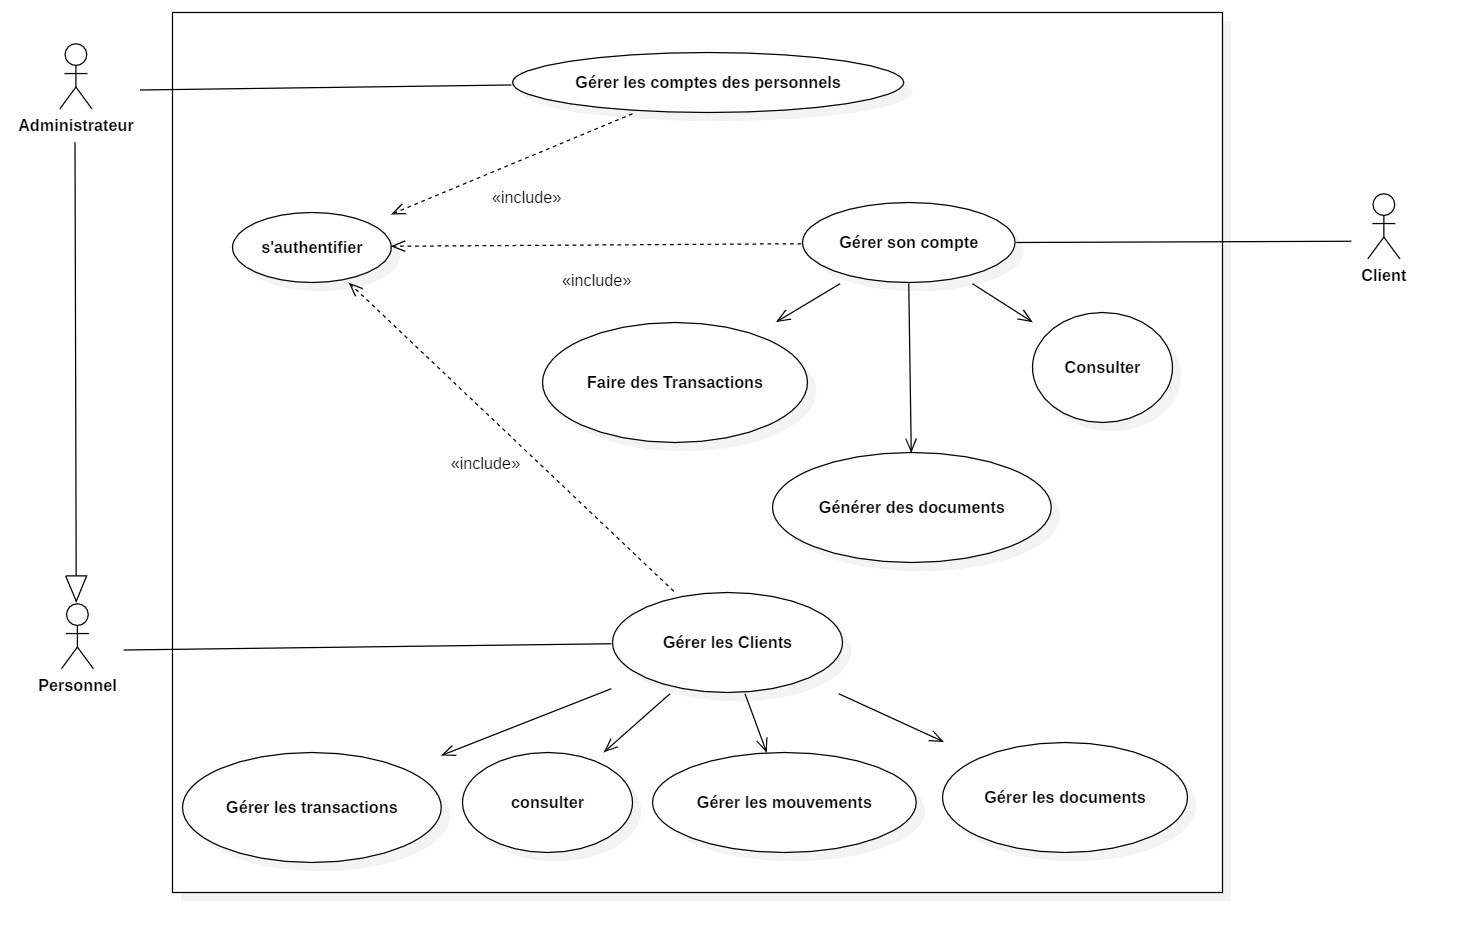 Gérer les comptes des personnels
Administrateur
«include»
s'authentifier
Gérer son compte
Client
«include»
Faire des Transactions
Consulter
«include»
Générer des documents
Gérer les Clients
Personnel
Gérer les transactions
consulter
Gérer les mouvements
Gérer les documents